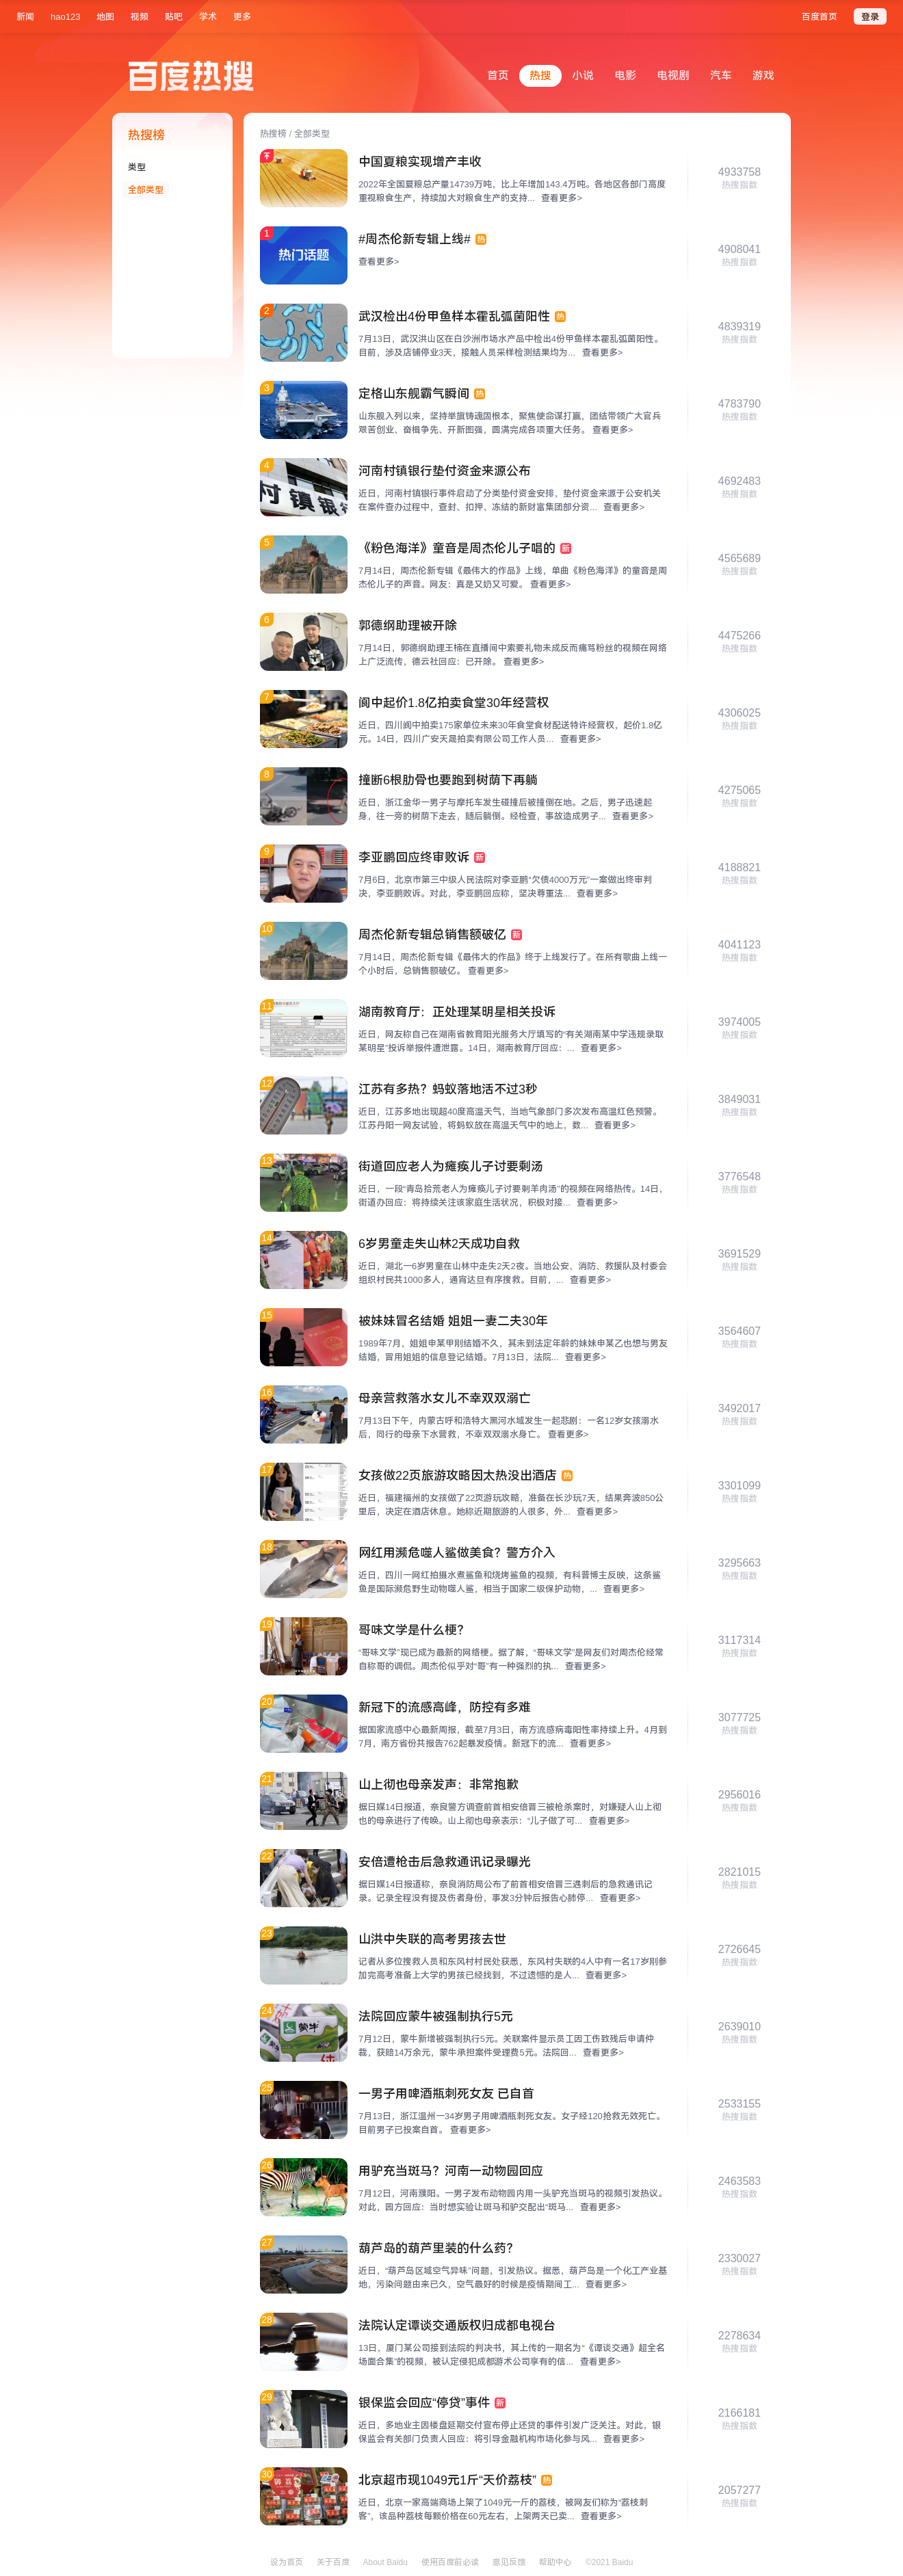 新闻 hao123 地图 视频 贴吧 学术 更多 百度首页 登录
百度热搜 首页 热搜 小说 电影 电视剧 汽车 游戏
热搜榜
类型
全部类型
热搜榜 / 全部类型
中国夏粮实现增产丰收
2022年全国夏粮总产量14739万吨，比上年增加143.4万吨。各地区各部门高度
重视粮食生产，持续加大对粮食生产的支持... 查看更多>
4933758
热搜指数
1
热门话题
#周杰伦新专辑上线# 热
查看更多>
4908041
热搜指数
2
武汉检出4份甲鱼样本霍乱弧菌阳性 热
7月13日，武汉洪山区在白沙洲市场水产品中检出4份甲鱼样本霍乱弧菌阳性。
目前，涉及店铺停业3天，接触人员采样检测结果均为... 查看更多>
4839319
热搜指数
3
定格山东舰霸气瞬间 热
山东舰入列以来，坚持举旗铸魂固根本，聚焦使命谋打赢，团结带领广大官兵
艰苦创业、奋楫争先、开新图强，圆满完成各项重大任务。 查看更多>
4783790
热搜指数
4
村镇银行
河南村镇银行垫付资金来源公布
近日，河南村镇银行事件启动了分类垫付资金安排，垫付资金来源于公安机关
在案件查办过程中，查封、扣押、冻结的新财富集团部分资... 查看更多>
4692483
热搜指数
5
《粉色海洋》童音是周杰伦儿子唱的 新
7月14日，周杰伦新专辑《最伟大的作品》上线，单曲《粉色海洋》的童音是周
杰伦儿子的声音。网友：真是又奶又可爱。 查看更多>
4565689
热搜指数
6
郭德纲助理被开除
7月14日，郭德纲助理王楠在直播间中索要礼物未成反而痛骂粉丝的视频在网络
上广泛流传，德云社回应：已开除。 查看更多>
4475266
热搜指数
7
阆中起价1.8亿拍卖食堂30年经营权
近日，四川阆中拍卖175家单位未来30年食堂食材配送特许经营权，起价1.8亿
元。14日，四川广安天晟拍卖有限公司工作人员... 查看更多>
4306025
热搜指数
8
撞断6根肋骨也要跑到树荫下再躺
近日，浙江金华一男子与摩托车发生碰撞后被撞倒在地。之后，男子迅速起
身，往一旁的树荫下走去，随后躺倒。经检查，事故造成男子... 查看更多>
4275065
热搜指数
9
李亚鹏回应终审败诉 新
7月6日，北京市第三中级人民法院对李亚鹏“欠债4000万元”一案做出终审判
决，李亚鹏败诉。对此，李亚鹏回应称，坚决尊重法... 查看更多>
4188821
热搜指数
10
周杰伦新专辑总销售额破亿 新
7月14日，周杰伦新专辑《最伟大的作品》终于上线发行了。在所有歌曲上线一
个小时后，总销售额破亿。 查看更多>
4041123
热搜指数
11
湖南教育厅：正处理某明星相关投诉
近日，网友称自己在湖南省教育阳光服务大厅填写的“有关湖南某中学违规录取
某明星”投诉举报件遭泄露。14日，湖南教育厅回应：... 查看更多>
3974005
热搜指数
12
江苏有多热？蚂蚁落地活不过3秒
近日，江苏多地出现超40度高温天气，当地气象部门多次发布高温红色预警。
江苏丹阳一网友试验，将蚂蚁放在高温天气中的地上，数... 查看更多>
3849031
热搜指数
13
街道回应老人为瘫痪儿子讨要剩汤
近日，一段“青岛拾荒老人为瘫痪儿子讨要剩羊肉汤”的视频在网络热传。14日，
街道办回应：将持续关注该家庭生活状况，积极对接... 查看更多>
3776548
热搜指数
14
6岁男童走失山林2天成功自救
近日，湖北一6岁男童在山林中走失2天2夜。当地公安、消防、救援队及村委会
组织村民共1000多人，通宵达旦有序搜救。目前，... 查看更多>
3691529
热搜指数
15
被妹妹冒名结婚 姐姐一妻二夫30年
1989年7月，姐姐申某甲刚结婚不久，其未到法定年龄的妹妹申某乙也想与男友
结婚，冒用姐姐的信息登记结婚。7月13日，法院... 查看更多>
3564607
热搜指数
16
母亲营救落水女儿不幸双双溺亡
7月13日下午，内蒙古呼和浩特大黑河水域发生一起悲剧：一名12岁女孩溺水
后，同行的母亲下水营救，不幸双双溺水身亡。 查看更多>
3492017
热搜指数
17
女孩做22页旅游攻略因太热没出酒店 热
近日，福建福州的女孩做了22页游玩攻略，准备在长沙玩7天，结果奔波850公
里后，决定在酒店休息。她称近期旅游的人很多，外... 查看更多>
3301099
热搜指数
18
网红用濒危噬人鲨做美食？警方介入
近日，四川一网红拍摄水煮鲨鱼和烧烤鲨鱼的视频，有科普博主反映，这条鲨
鱼是国际濒危野生动物噬人鲨，相当于国家二级保护动物，... 查看更多>
3295663
热搜指数
19
哥味文学是什么梗？
“哥味文学”现已成为最新的网络梗。据了解，“哥味文学”是网友们对周杰伦经常
自称哥的调侃。周杰伦似乎对“哥”有一种强烈的执... 查看更多>
3117314
热搜指数
20
新冠下的流感高峰，防控有多难
据国家流感中心最新周报，截至7月3日，南方流感病毒阳性率持续上升。4月到
7月，南方省份共报告762起暴发疫情。新冠下的流... 查看更多>
3077725
热搜指数
21
山上彻也母亲发声：非常抱歉
据日媒14日报道，奈良警方调查前首相安倍晋三被枪杀案时，对嫌疑人山上彻
也的母亲进行了传唤。山上彻也母亲表示：“儿子做了可... 查看更多>
2956016
热搜指数
22
安倍遭枪击后急救通讯记录曝光
据日媒14日报道称，奈良消防局公布了前首相安倍晋三遇刺后的急救通讯记
录。记录全程没有提及伤者身份，事发3分钟后报告心肺停... 查看更多>
2821015
热搜指数
23
山洪中失联的高考男孩去世
记者从多位搜救人员和东风村村民处获悉，东风村失联的4人中有一名17岁刚参
加完高考准备上大学的男孩已经找到，不过遗憾的是人... 查看更多>
2726645
热搜指数
24
蒙牛
法院回应蒙牛被强制执行5元
7月12日，蒙牛新增被强制执行5元。关联案件显示员工因工伤致残后申请仲
裁，获赔14万余元，蒙牛承担案件受理费5元。法院回... 查看更多>
2639010
热搜指数
25
一男子用啤酒瓶刺死女友 已自首
7月13日，浙江温州一34岁男子用啤酒瓶刺死女友。女子经120抢救无效死亡。
目前男子已投案自首。 查看更多>
2533155
热搜指数
26
用驴充当斑马？河南一动物园回应
7月12日，河南濮阳。一男子发布动物园内用一头驴充当斑马的视频引发热议。
对此，园方回应：当时想实验让斑马和驴交配出“斑马... 查看更多>
2463583
热搜指数
27
葫芦岛的葫芦里装的什么药？
近日，“葫芦岛区域空气异味”问题，引发热议。据悉，葫芦岛是一个化工产业基
地，污染问题由来已久，空气最好的时候是疫情期间工... 查看更多>
2330027
热搜指数
28
法院认定谭谈交通版权归成都电视台
13日，厦门某公司接到法院的判决书，其上传的一期名为“《谭谈交通》超全名
场面合集”的视频，被认定侵犯成都游术公司享有的信... 查看更多>
2278634
热搜指数
29
银保监会回应“停贷”事件 新
近日，多地业主因楼盘延期交付宣布停止还贷的事件引发广泛关注。对此，银
保监会有关部门负责人回应：将引导金融机构市场化参与风... 查看更多>
2166181
热搜指数
30
北京超市现1049元1斤“天价荔枝” 热
近日，北京一家高端商场上架了1049元一斤的荔枝，被网友们称为“荔枝刺
客”，该品种荔枝每颗价格在60元左右，上架两天已卖... 查看更多>
2057277
热搜指数
设为首页 关于百度 About Baidu 使用百度前必读 意见反馈 帮助中心 ©2021 Baidu